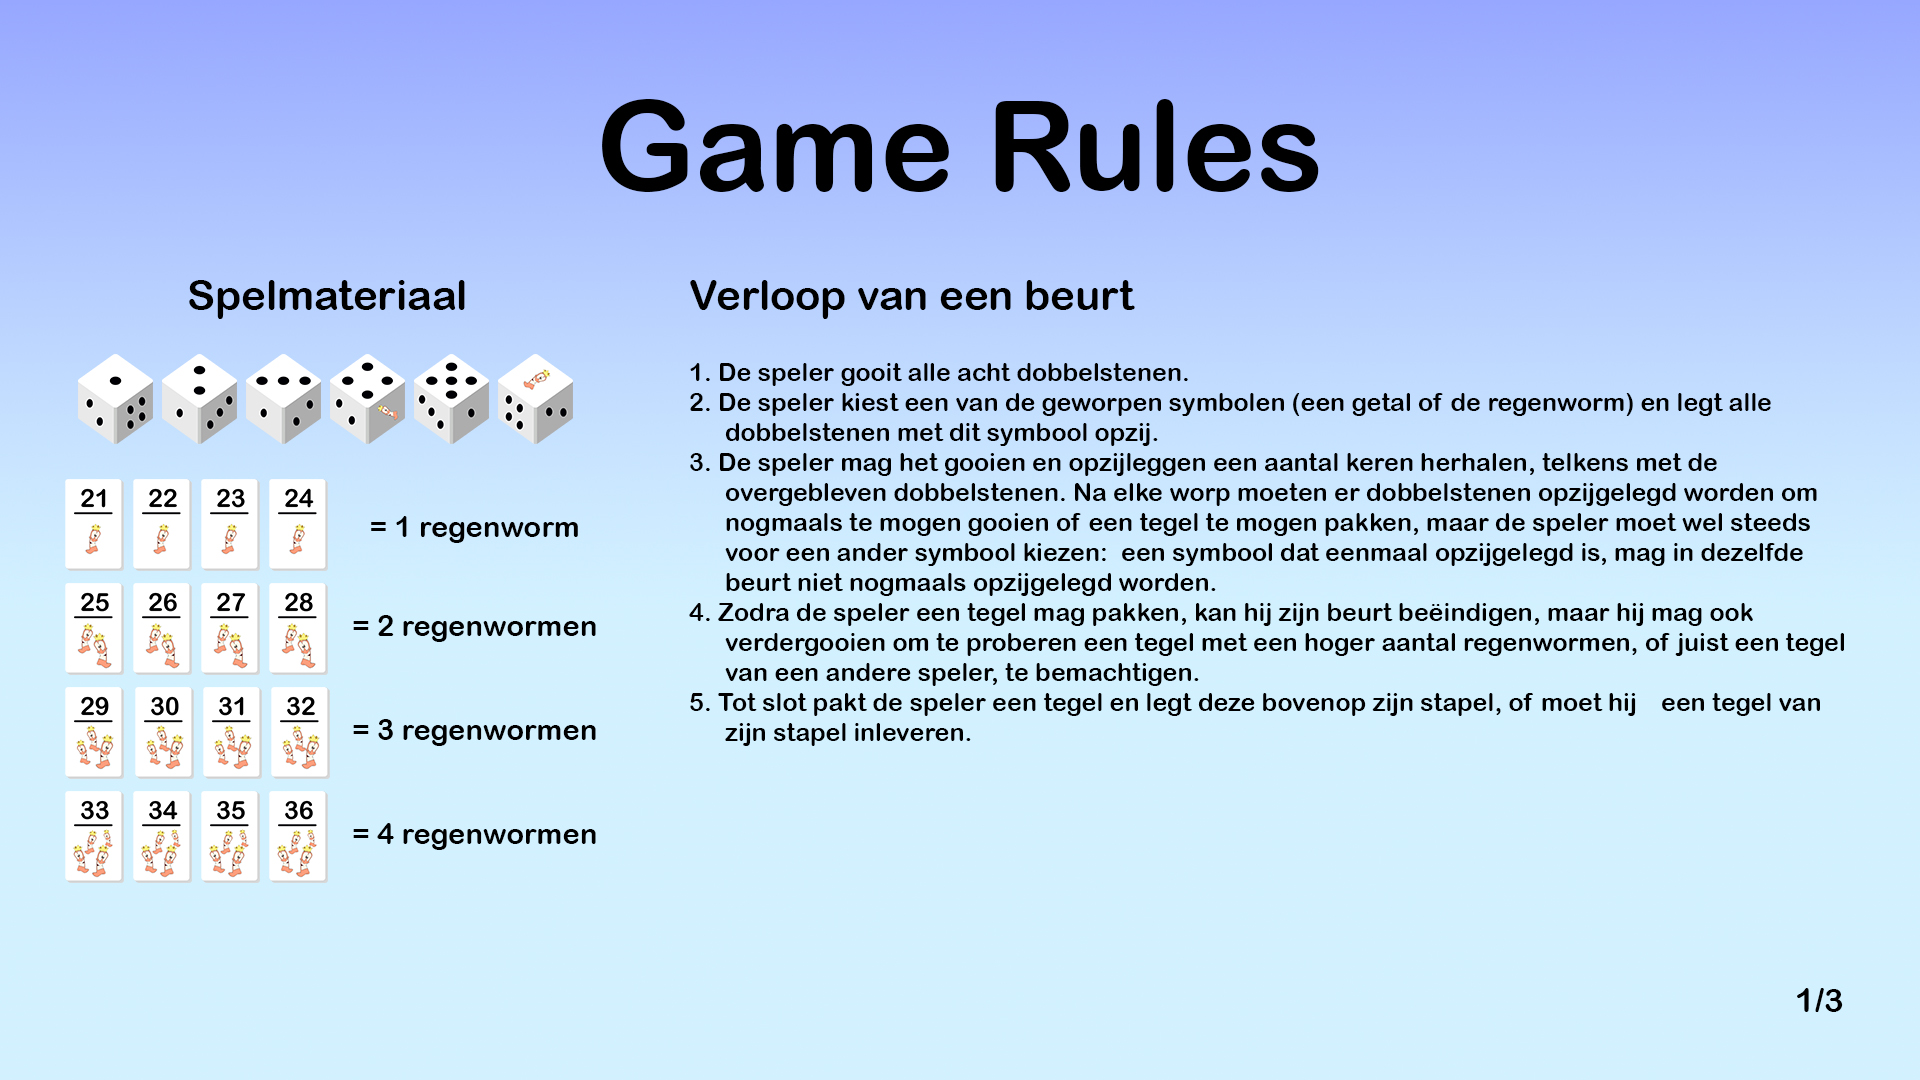 Game Rules
Spelmateriaal
21 22 23 24
= 1 regenworm
25 26 27 28
= 2 regenwormen
29 30 31 32
= 3 regenwormen
33 34 35 36
= 4 regenwormen
Verloop van een beurt
1. De speler gooit alle acht dobbelstenen.
2. De speler kiest een van de geworpen symbolen (een getal of de regenworm) en legt alle
dobbelstenen met dit symbool opzij.
3. De speler mag het gooien en opzijleggen een aantal keren herhalen, telkens met de
overgebleven dobbelstenen. Na elke worp moeten er dobbelstenen opzijgelegd worden om
nogmaals te mogen gooien of een tegel te mogen pakken, maar de speler moet wel steeds
voor een ander symbool kiezen: een symbool dat eenmaal opzijgelegd is, mag in dezelfde
beurt niet nogmaals opzijgelegd worden.
4. Zodra de speler een tegel mag pakken, kan hij zijn beurt beëindigen, maar hij mag ook
verdergooien om te proberen een tegel met een hoger aantal regenwormen, of juist een tegel
van een andere speler, te bemachtigen.
5. Tot slot pakt de speler een tegel en legt deze bovenop zijn stapel, of moet hij een tegel van
zijn stapel inleveren.
1/3